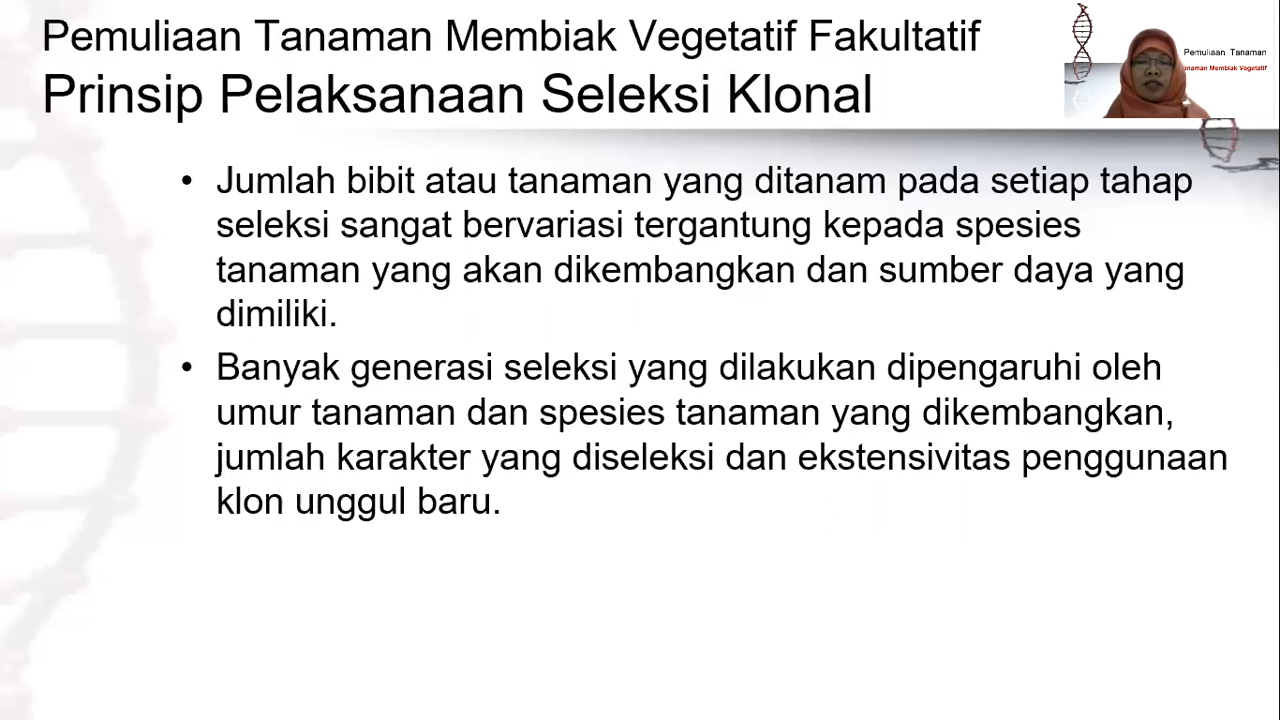 Pemuliaan Tanaman Membiak Vegetatif Fakultatif
Prinsip Pelaksanaan Seleksi Klonal
Pemuliaan Tanaman
anaman Membiak Vegetatif
• Jumlah bibit atau tanaman yang ditanam pada setiap tahap
seleksi sangat bervariasi tergantung kepada spesies
tanaman yang akan dikembangkan dan sumber daya yang
dimiliki.
• Banyak generasi seleksi yang dilakukan dipengaruhi oleh
umur tanaman dan spesies tanaman yang dikembangkan,
jumlah karakter yang diseleksi dan ekstensivitas penggunaan
klon unggul baru.